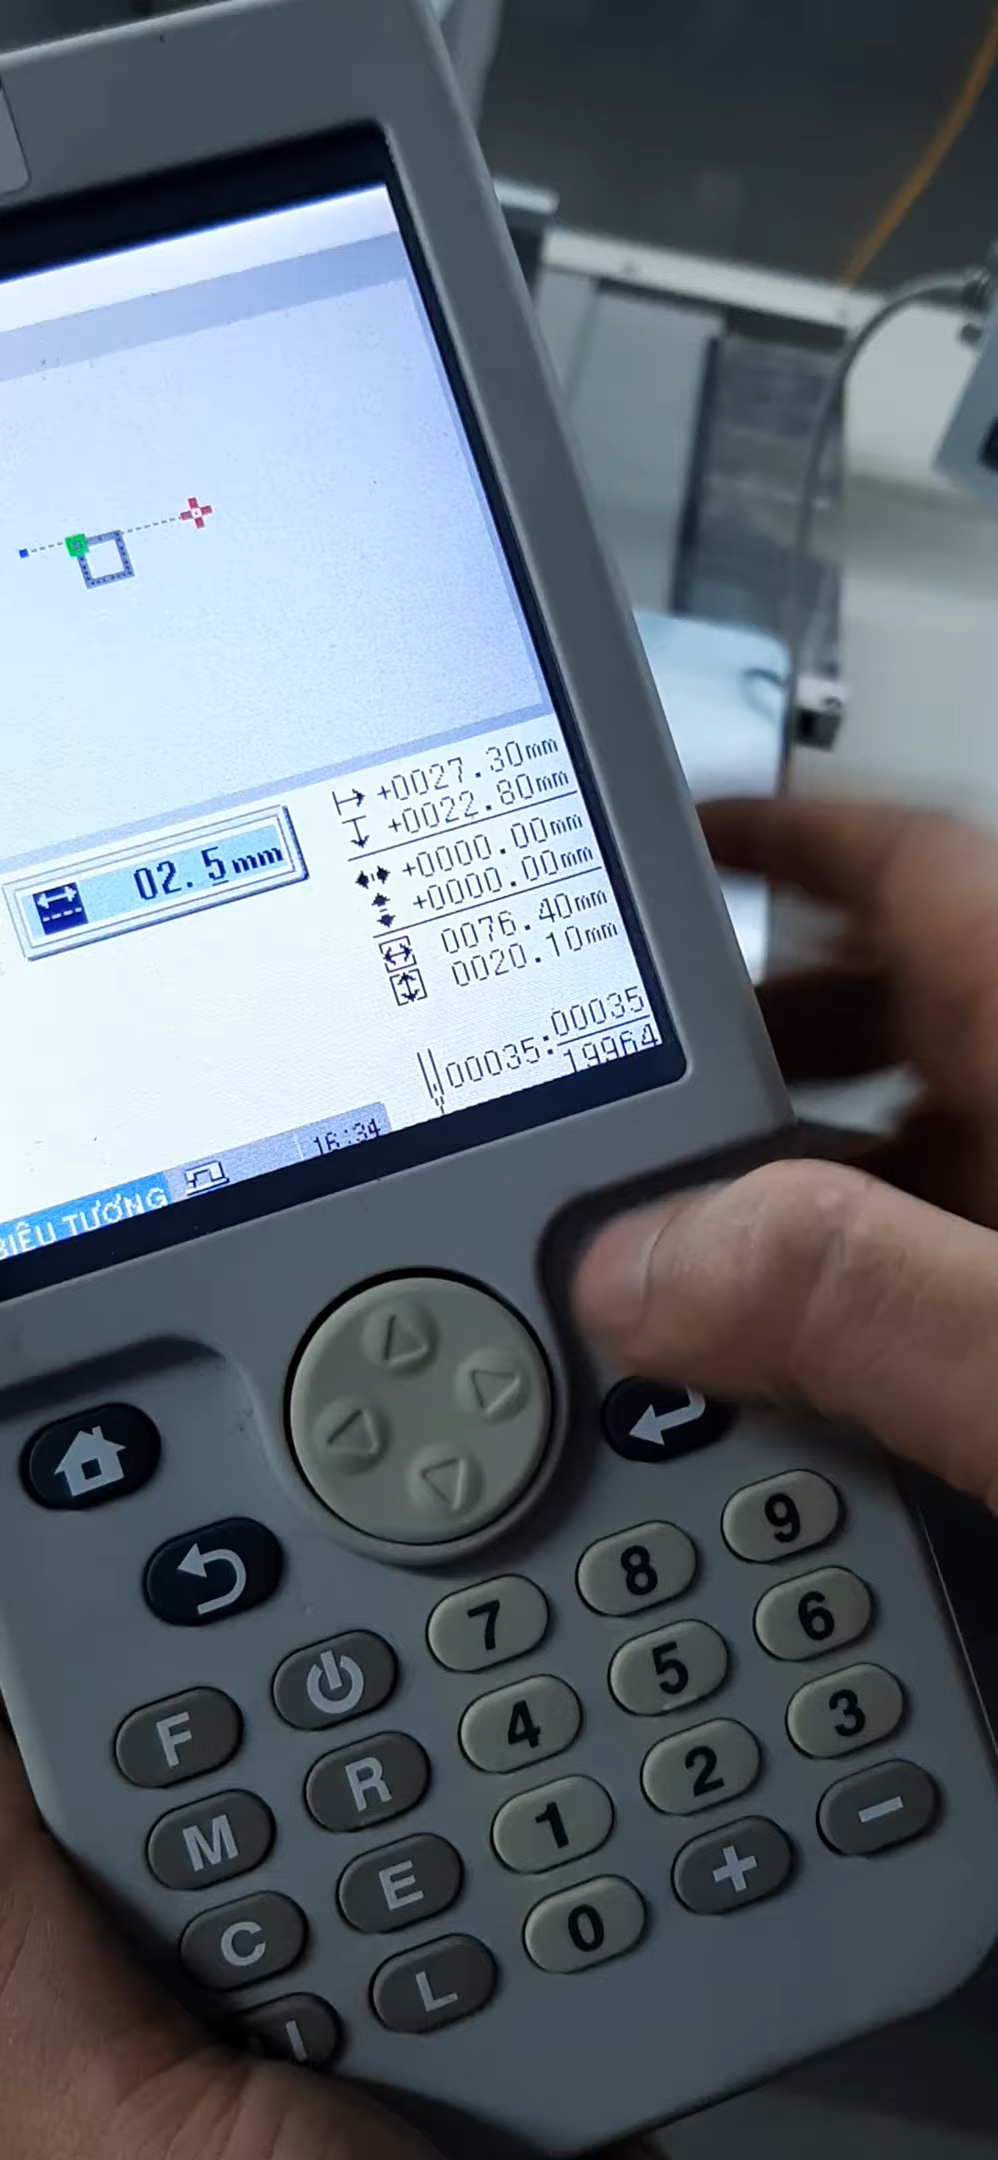 +0027.30mm
+0022.80mm
02.5mm
+0000.00mm
+0000.00mm
0076.40mm
0020.10mm
00035:00035
19964
16:34
BIỂU TƯỢNG
9
8
7
6
5
4
3
2
1
0
F
R
M
E
C
L
I